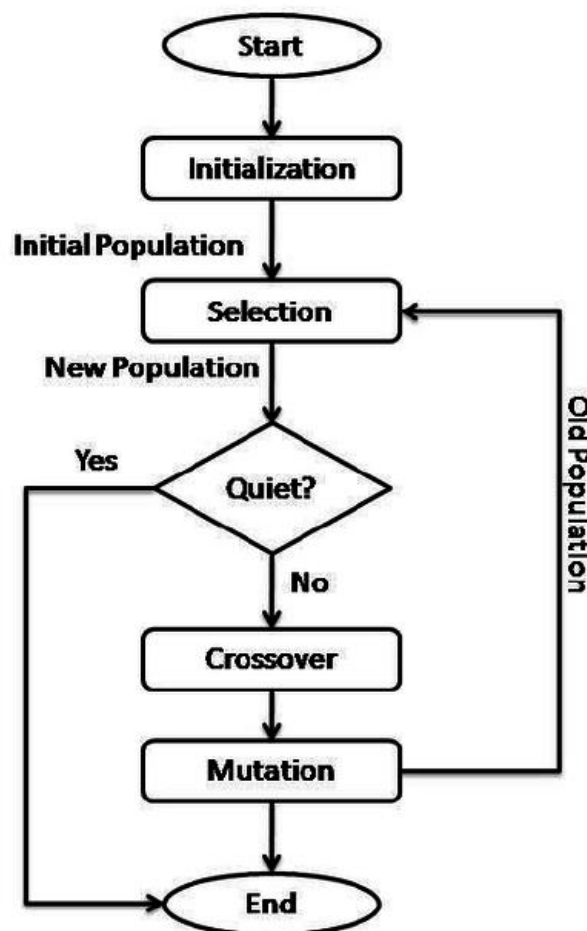 Start
Initialization
Initial Population
Selection
New Population
Yes
Quiet?
Old Population
No
Crossover
Mutation
End